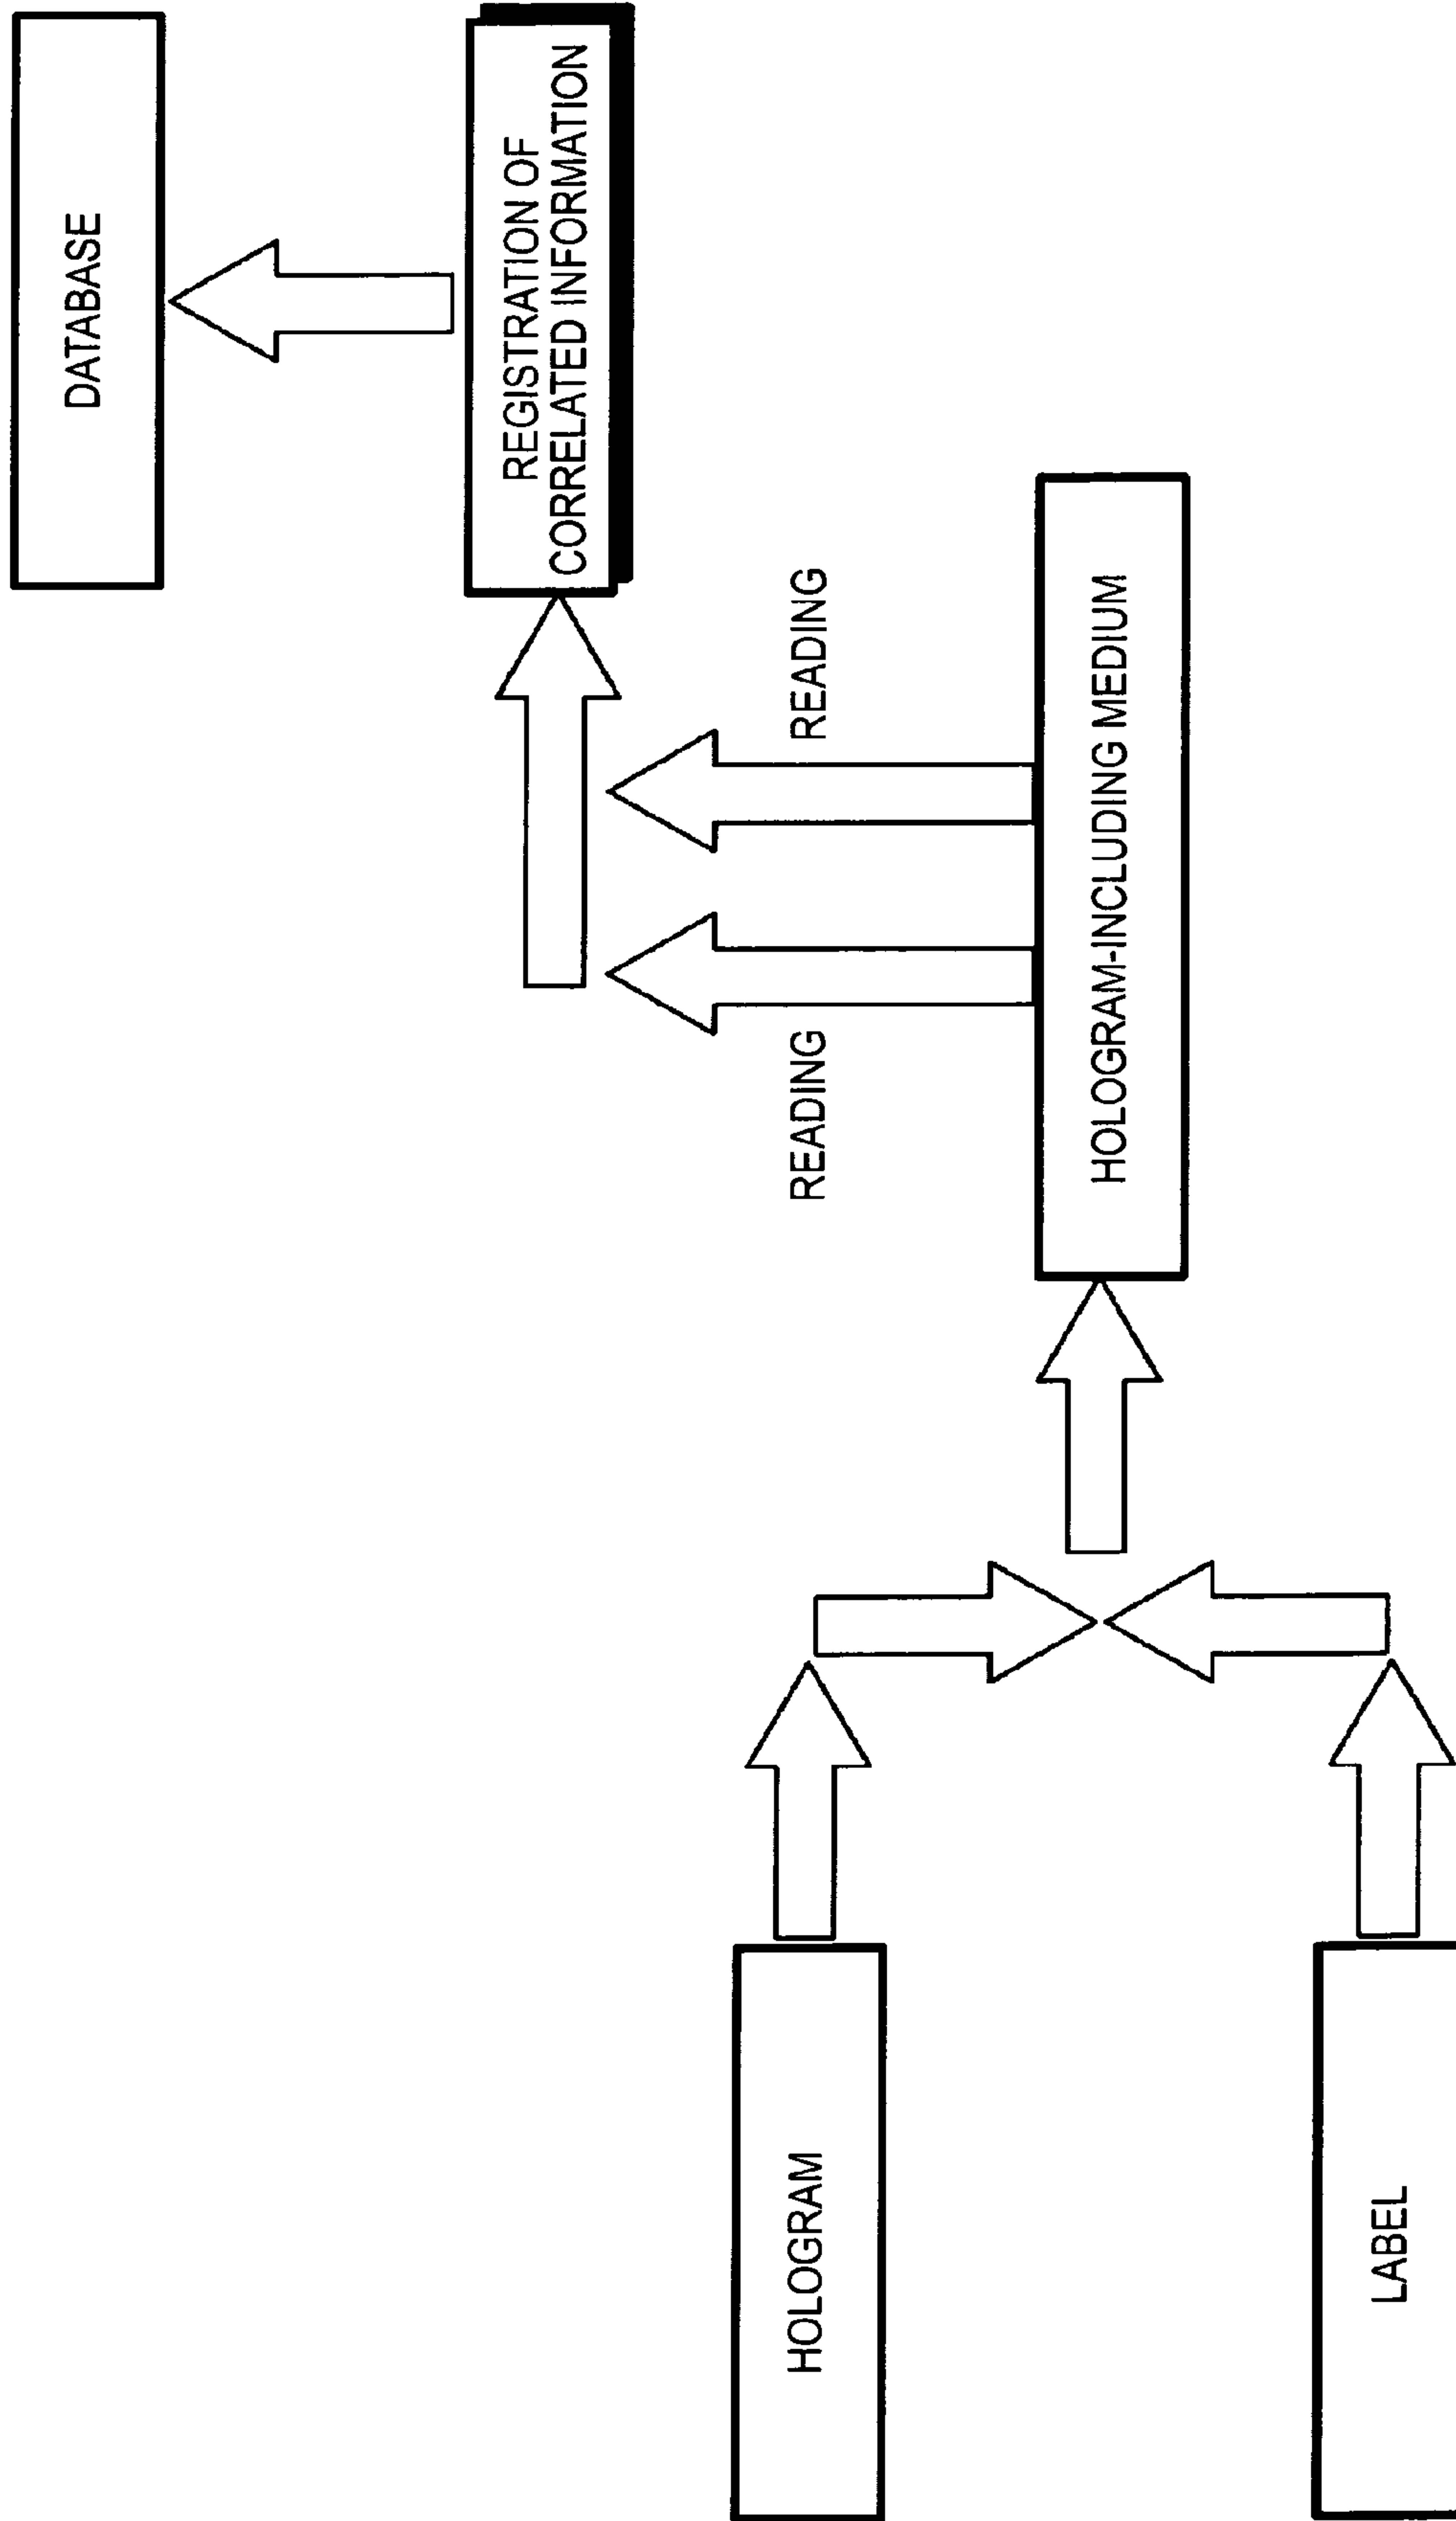 DATABASE
REGISTRATION OF
CORRELATED INFORMATION
HOLOGRAM
READING
READING
HOLOGRAM-INCLUDING MEDIUM
LABEL